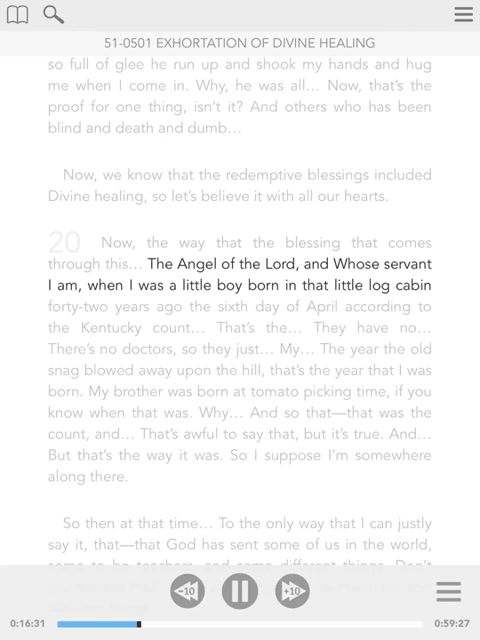 51-0501 EXHORTATION OF DIVINE HEALING
so full of glee he run up and shook my hands and hug
me when I come in. Why, he was all… Now, that's the
proof for one thing, isn't it? And others who has been
blind and death and dumb…
Now, we know that the redemptive blessings included
Divine healing, so let's believe it with all our hearts.
20 Now, the way that the blessing that comes
through this… The Angel of the Lord, and Whose servant
I am, when I was a little boy born in that little log cabin
forty-two years ago the sixth day of April according to
the Kentucky count… That's the… They have no…
There's no doctors, so they just… My… The year the old
snag blowed away upon the hill, that's the year that I was
born. My brother was born at tomato picking time, if you
know when that was. Why… And so that—that was the
count, and… That's awful to say that, but it's true. And…
But that's the way it was. So I suppose I'm somewhere
along there.
So then at that time… To the only way that I can justly
say it, that—that God has sent some of us in the world,
some to be teachers, and some different things. Don't
-10
+10
0:16:31
0:59:27